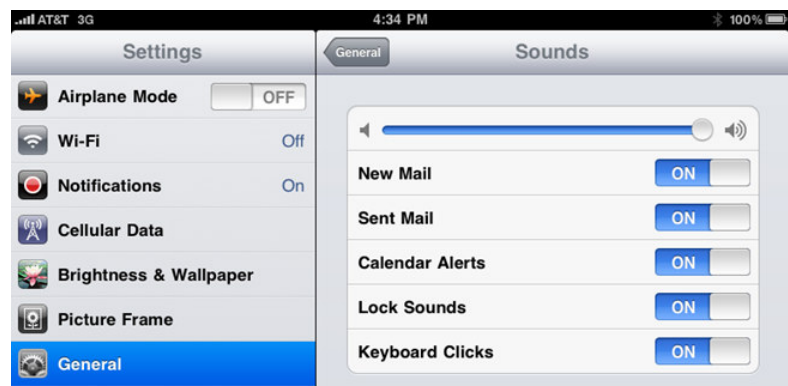 AT&T 3G 4:34 PM 100%
Settings
Airplane Mode OFF
Wi-Fi Off
Notifications On
Cellular Data
Brightness & Wallpaper
Picture Frame
General
General Sounds
New Mail ON
Sent Mail ON
Calendar Alerts ON
Lock Sounds ON
Keyboard Clicks ON